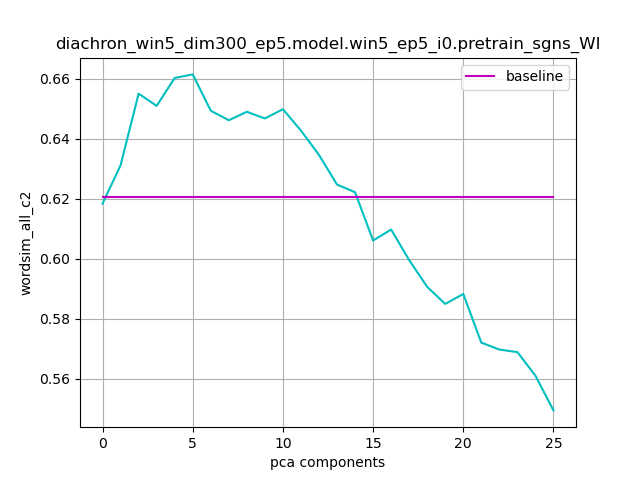 diachron_win5_dim300_ep5.model.win5_ep5_i0.pretrain_sgns_WI
baseline
0.66
0.64
0.62
0.60
0.58
0.56
wordsim_all_c2
0 5 10 15 20 25
pca components